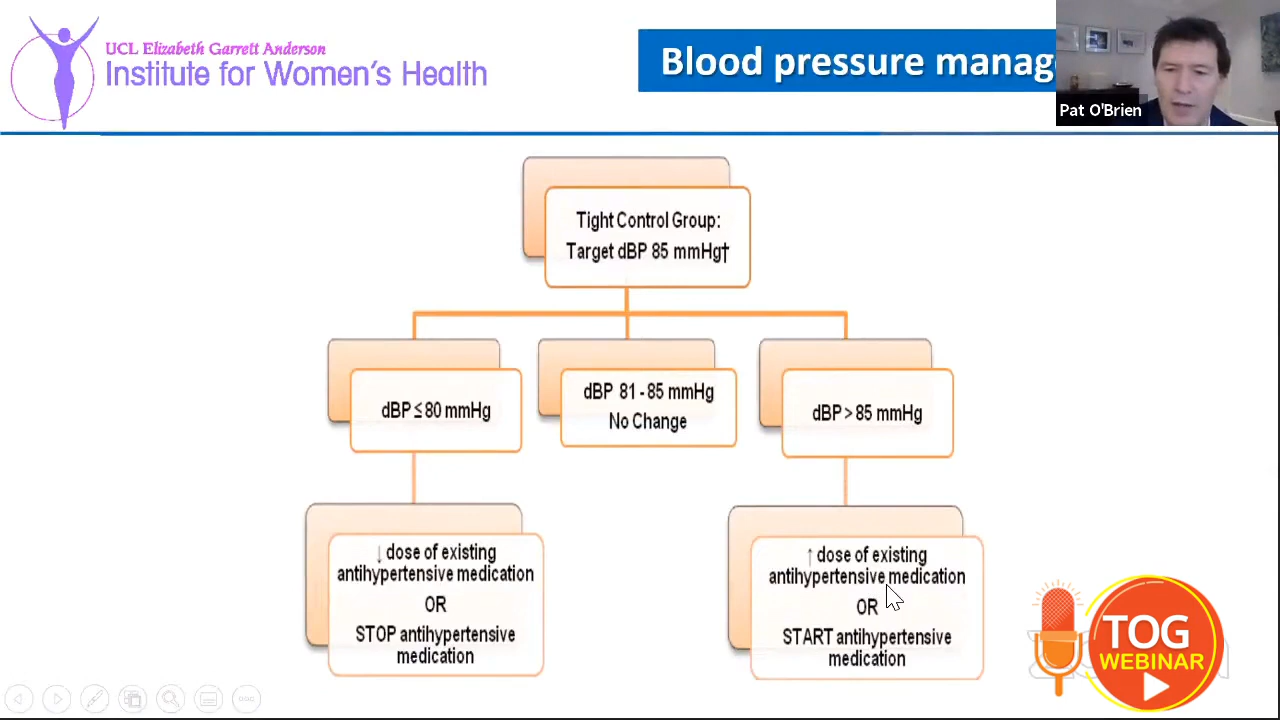 UCL Elizabeth Garrett Anderson
Institute for Women's Health
Blood pressure manag
Pat O'Brien
Tight Control Group:
Target dBP 85 mmHg†
dBP ≤ 80 mmHg
dBP 81 - 85 mmHg
No Change
dBP > 85 mmHg
↓ dose of existing
antihypertensive medication
OR
STOP antihypertensive
medication
↑ dose of existing
antihypertensive medication
OR
START antihypertensive
medication
TOG
WEBINAR